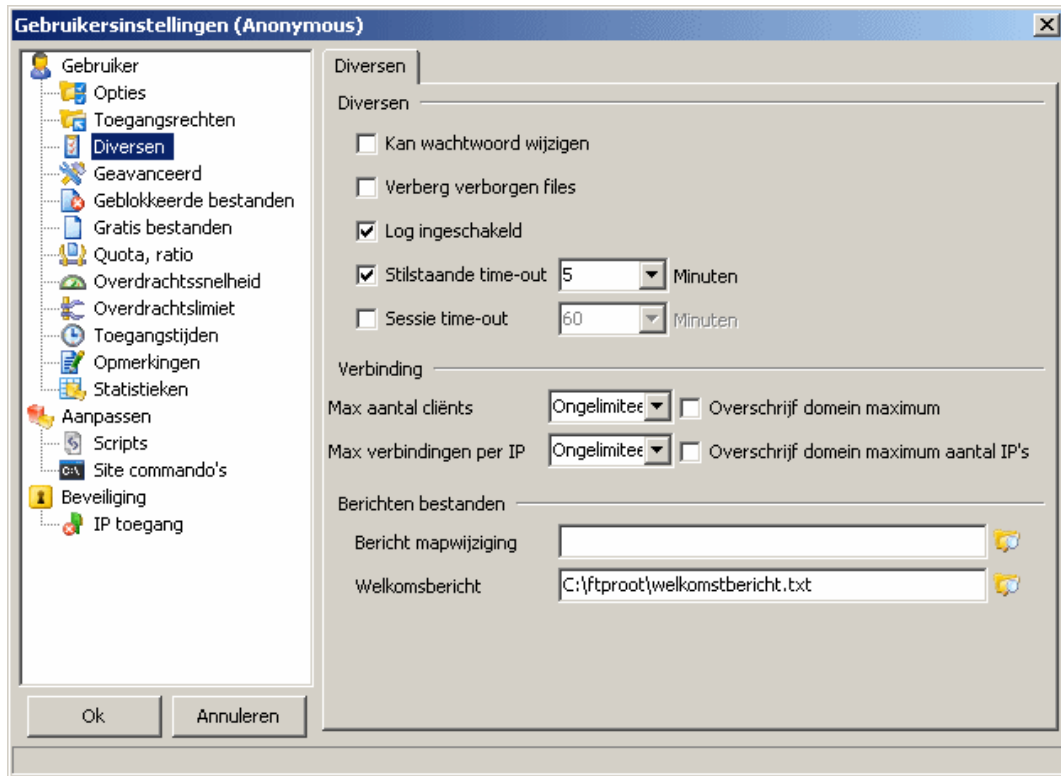 Gebruikersinstellingen (Anonymous)
Gebruiker
Opties
Toegangsrechten
Diversen
Geavanceerd
Geblokkeerde bestanden
Gratis bestanden
Quota, ratio
Overdrachtssnelheid
Overdrachtslimiet
Toegangstijden
Opmerkingen
Statistieken
Aanpassen
Scripts
Site commando's
Beveiliging
IP toegang
Ok Annuleren
Diversen
Diversen
Kan wachtwoord wijzigen
Verberg verborgen files
Log ingeschakeld
Stilstaande time-out 5 Minuten
Sessie time-out 60 Minuten
Verbinding
Max aantal cliënts Ongelimitee Overschrijf domein maximum
Max verbindingen per IP Ongelimitee Overschrijf domein maximum aantal IP's
Berichten bestanden
Bericht mapwijziging
Welkomsbericht C:\ftproot\welkomstbericht.txt